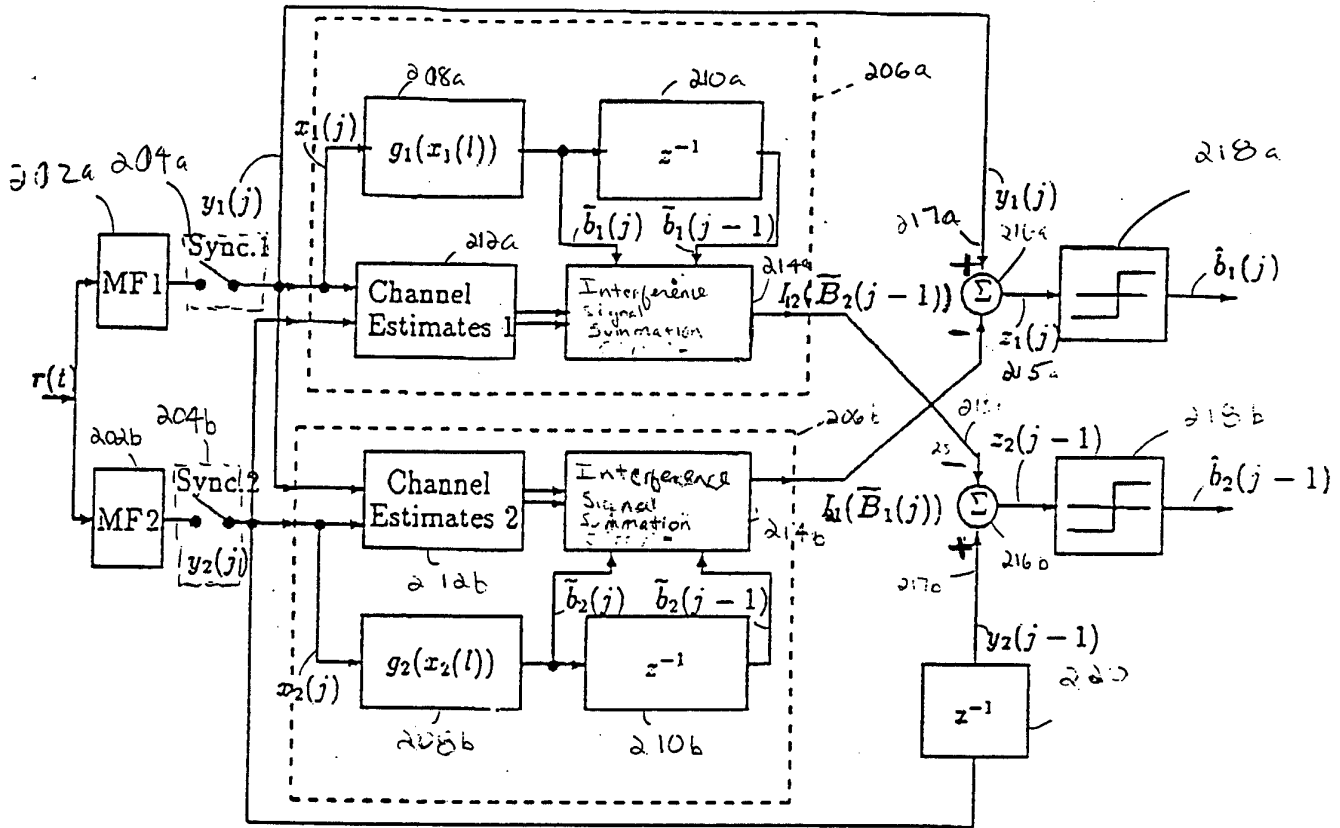 208a
210a
206a
x₁(j)
g₁(x₁(l))
z⁻¹
218a
202a
204a
y₁(j)
y₁(j)
217a
216a
b̃₁(j)
b̃₁(j − 1)
Sync.1
212a
214a
MF1
Channel
Estimates 1
Interference
Signal
Summation
I₁₂(B̃₂(j − 1))
+
Σ
−
b̂₁(j)
z₁(j)
215a
r(t)
206b
204b
202b
218b
Sync.2
Channel
Estimates 2
Interference
Signal
Summation
z₂(j − 1)
−
Σ
+
b̂₂(j − 1)
MF2
(B̃₁(j))
y₂(j)
214b
216b
212b
b̃₂(j)
b̃₂(j − 1)
y₂(j − 1)
x₂(j)
g₂(x₂(l))
z⁻¹
z⁻¹
208b
210b